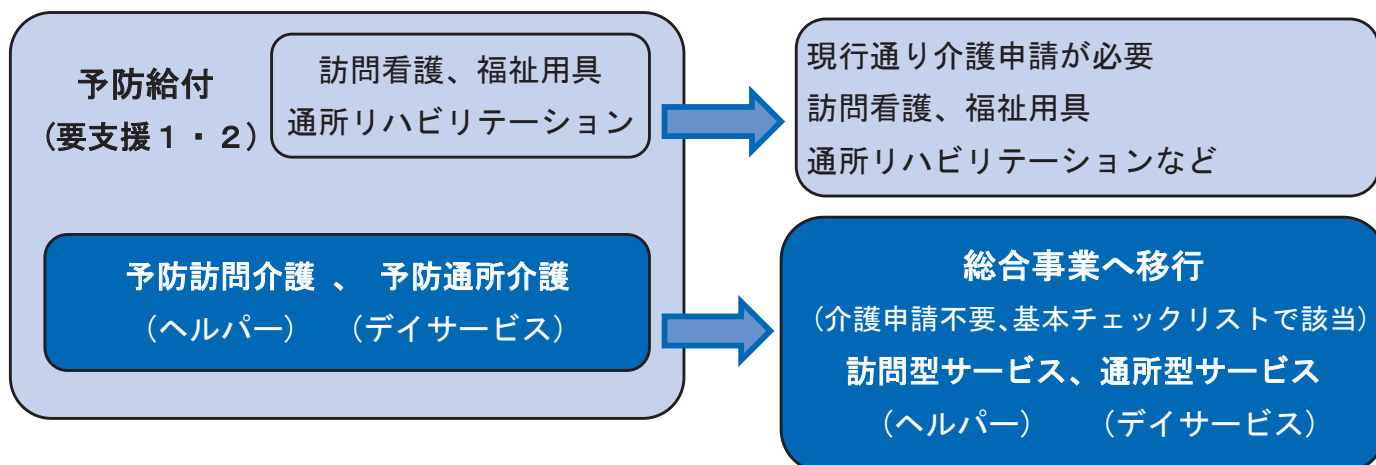 予防給付
(要支援１・２)
訪問看護、福祉用具
通所リハビリテーション
予防訪問介護 、 予防通所介護
（ヘルパー）　（デイサービス）
現行通り介護申請が必要
訪問看護、福祉用具
通所リハビリテーションなど
総合事業へ移行
（介護申請不要、基本チェックリストで該当）
訪問型サービス、通所型サービス
（ヘルパー）　　（デイサービス）